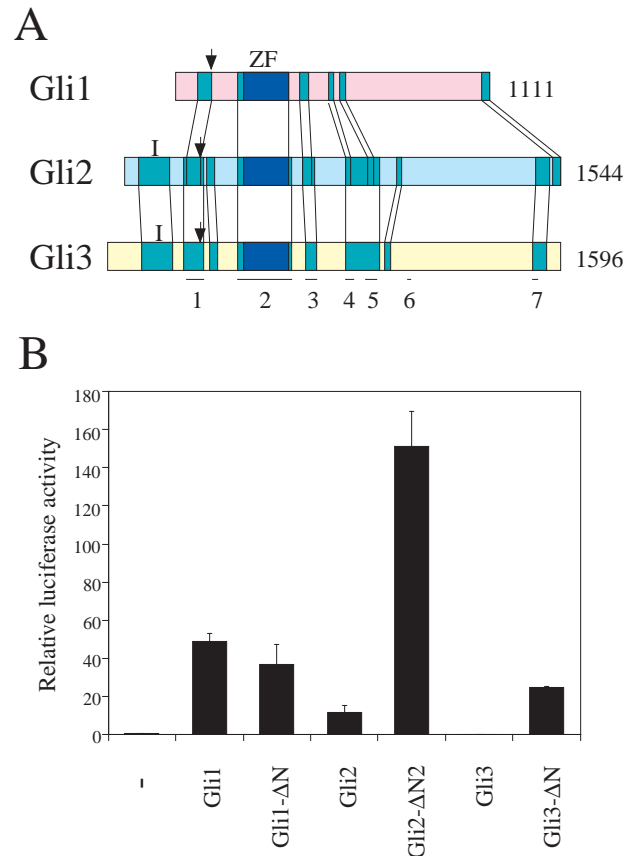 A
ZF
Gli1
1111
I
Gli2
1544
I
Gli3
1596
1 2 3 4 5 6 7
B
Relative luciferase activity
180
160
140
120
100
80
60
40
20
0
-
Gli1
Gli1-ΔN
Gli2
Gli2-ΔN2
Gli3
Gli3-ΔN